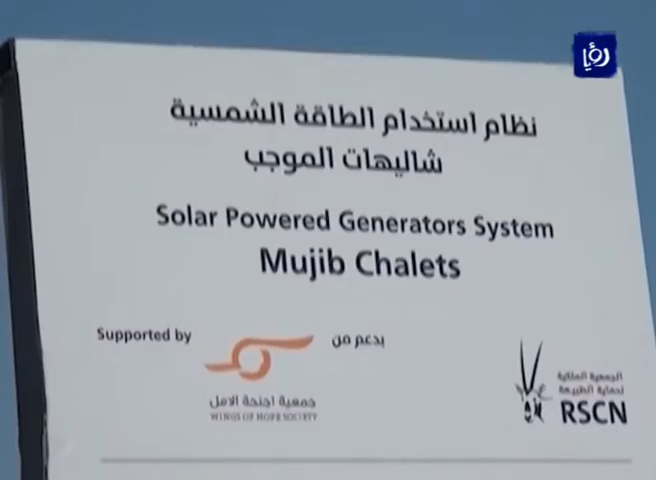 رؤيا
نظام استخدام الطاقة الشمسية
شاليهات الموجب
Solar Powered Generators System
Mujib Chalets
Supported by
بدعم من
جمعية اجنحة الامل
WINGS OF HOPE SOCIETY
الجمعية الملكية
لحماية الطبيعة
RSCN